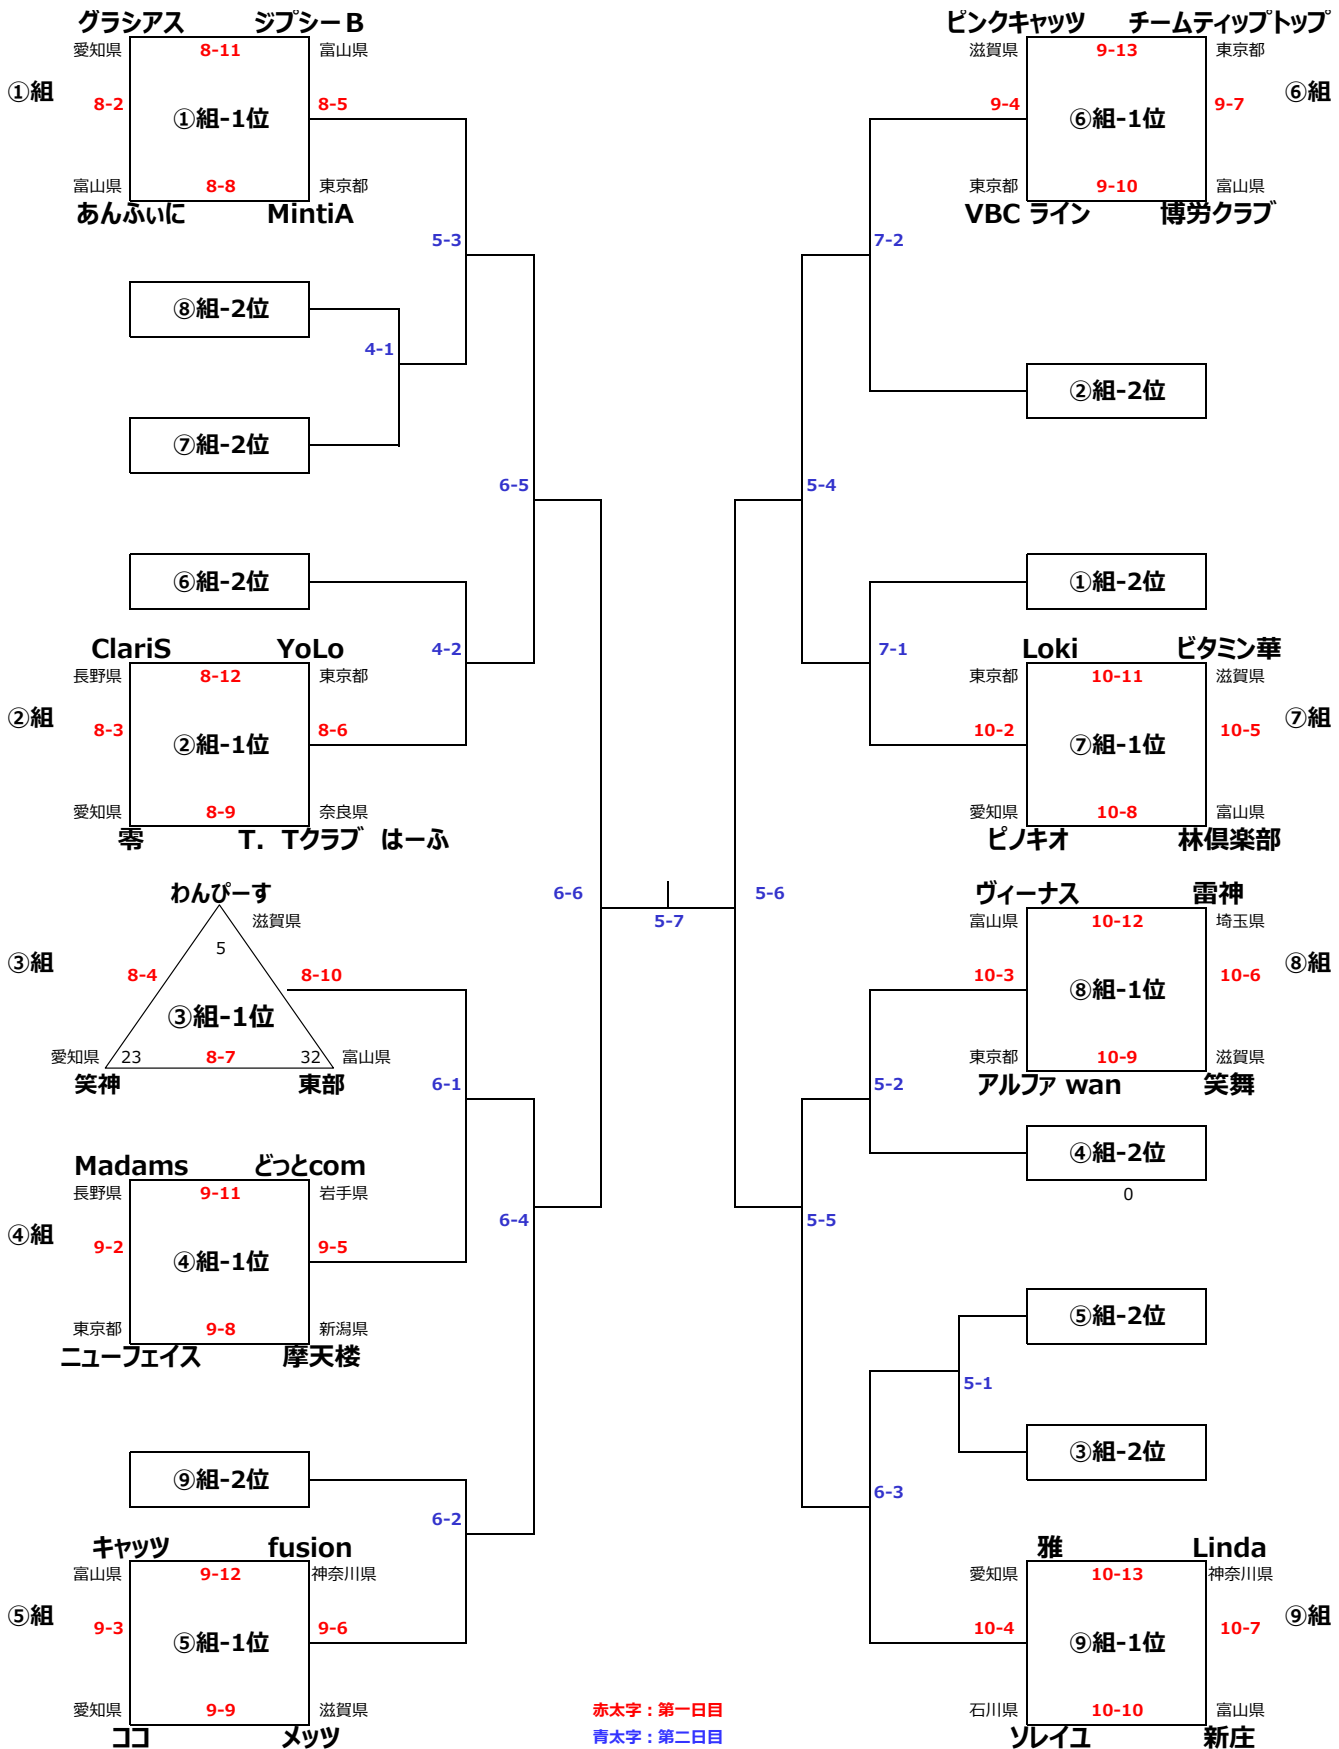 グラシアス ジプシーB
愛知県 8-11 富山県
①組 8-2 ①組-1位 8-5
富山県 8-8 東京都
あんふぃに MintiA
5-3
⑧組-2位
4-1
⑦組-2位
6-5
⑥組-2位
ClariS YoLo 4-2
長野県 8-12 東京都
②組 8-3 ②組-1位 8-6
愛知県 8-9 奈良県
零 T．Tクラブ はーふ
わんぴーす
滋賀県
5
③組 8-4 8-10
③組-1位
愛知県 23 8-7 32 富山県
笑神 東部
6-1
Madams どっとcom
長野県 9-11 岩手県
④組 9-2 ④組-1位 9-5
6-4
東京都 9-8 新潟県
ニューフェイス 摩天楼
⑨組-2位
6-2
キャッツ fusion
富山県 9-12 神奈川県
⑤組 9-3 ⑤組-1位 9-6
愛知県 9-9 滋賀県
ココ メッツ
6-6
5-7
5-6
ピンクキャッツ チームティップトップ
滋賀県 9-13 東京都
9-4 ⑥組-1位 9-7 ⑥組
東京都 9-10 富山県
VBC ライン 博労クラブ
7-2
②組-2位
5-4
①組-2位
7-1
Loki ビタミン華
東京都 10-11 滋賀県
10-2 ⑦組-1位 10-5 ⑦組
愛知県 10-8 富山県
ピノキオ 林倶楽部
ヴィーナス 雷神
富山県 10-12 埼玉県
10-3 ⑧組-1位 10-6 ⑧組
東京都 10-9 滋賀県
アルファ wan 笑舞
5-2
④組-2位
0
5-5
⑤組-2位
5-1
③組-2位
6-3
雅 Linda
愛知県 10-13 神奈川県
10-4 ⑨組-1位 10-7 ⑨組
石川県 10-10 富山県
ソレイユ 新庄
赤太字：第一日目
青太字：第二日目